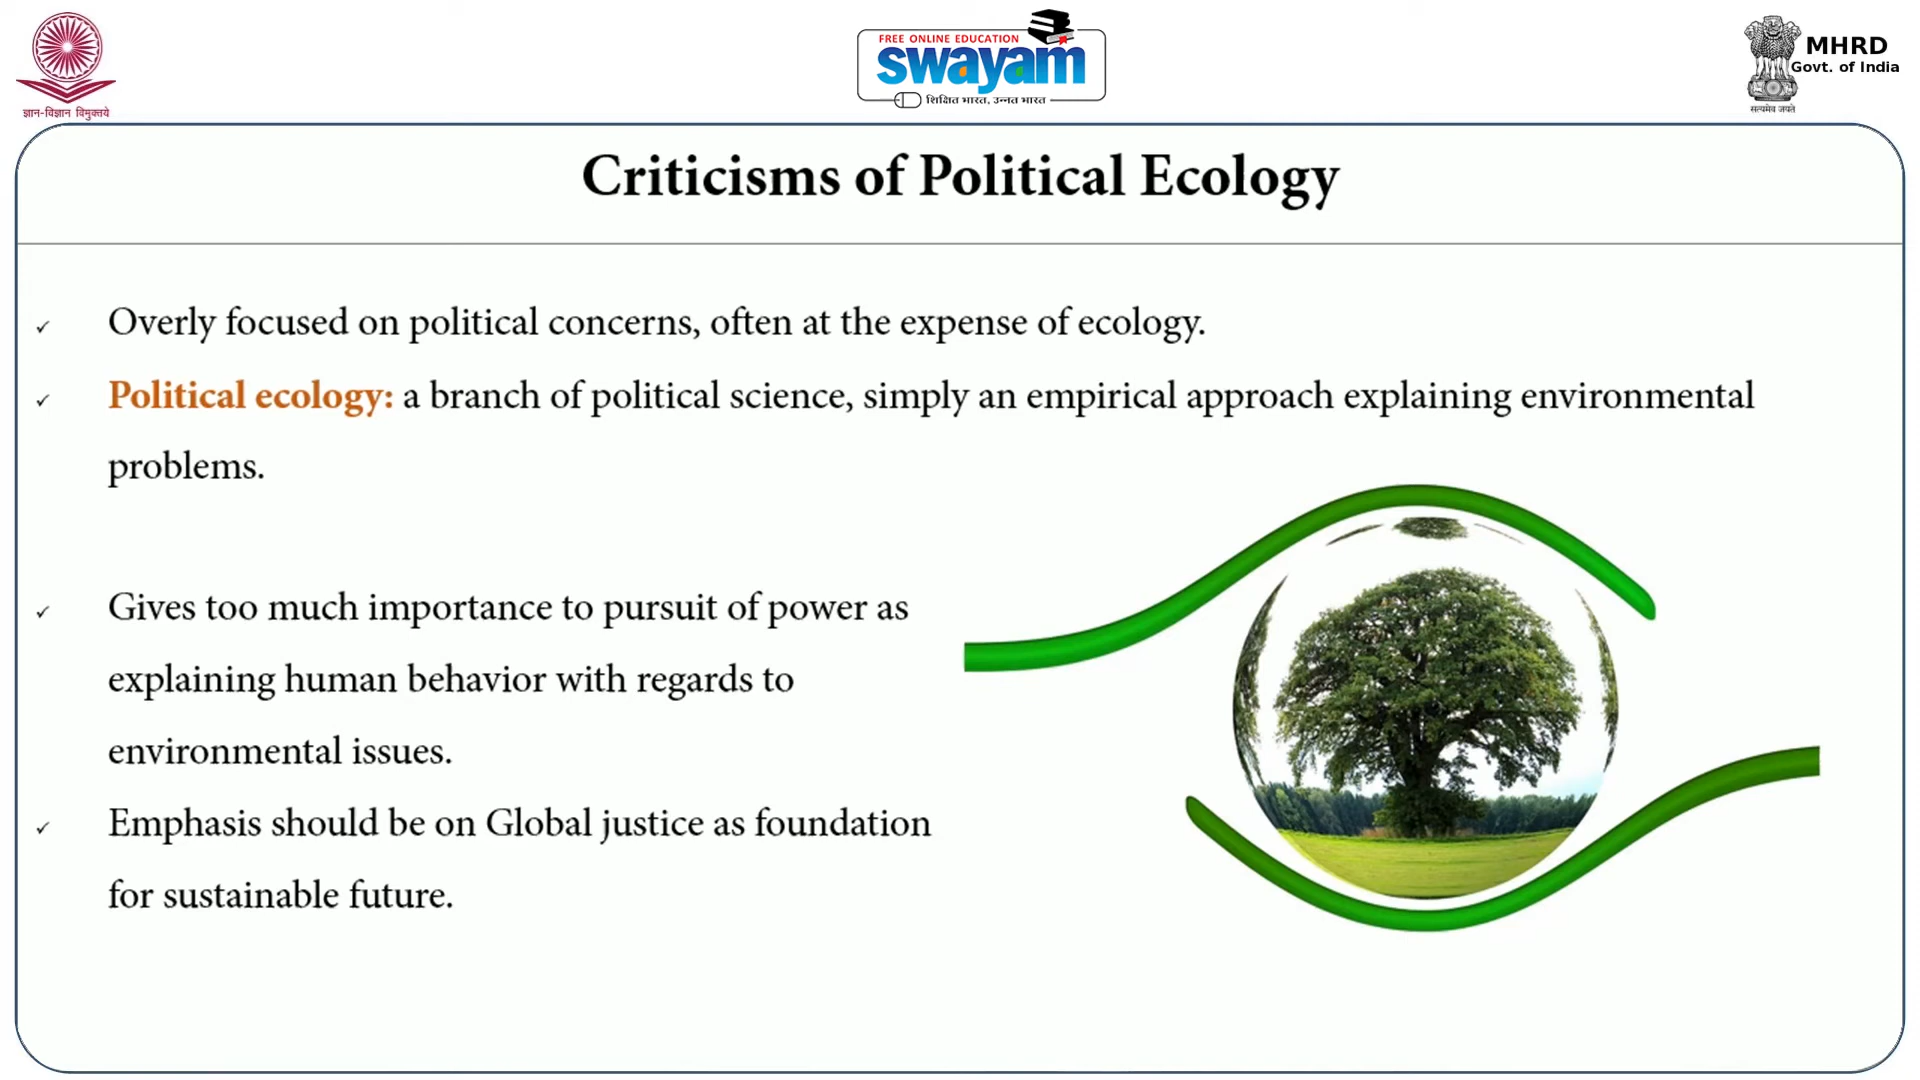 ज्ञान-विज्ञान विमुक्तये
FREE ONLINE EDUCATION
swayam
शिक्षित भारत, उन्नत भारत
MHRD
Govt. of India
सत्यमेव जयते
Criticisms of Political Ecology
✓ Overly focused on political concerns, often at the expense of ecology.
✓ Political ecology: a branch of political science, simply an empirical approach explaining environmental
problems.
✓ Gives too much importance to pursuit of power as
explaining human behavior with regards to
environmental issues.
✓ Emphasis should be on Global justice as foundation
for sustainable future.